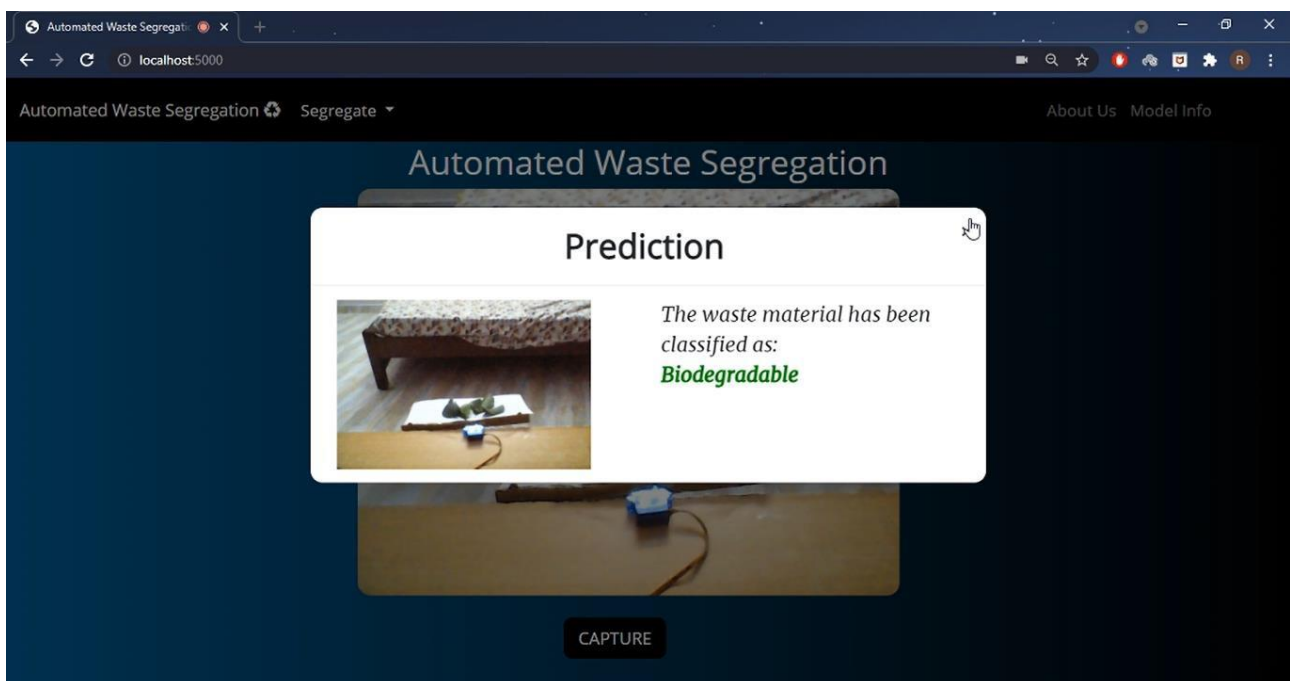 Automated Waste Segregati
localhost:5000
R
Automated Waste Segregation Segregate About Us Model Info
Automated Waste Segregation
Prediction
The waste material has been
classified as:
Biodegradable
CAPTURE